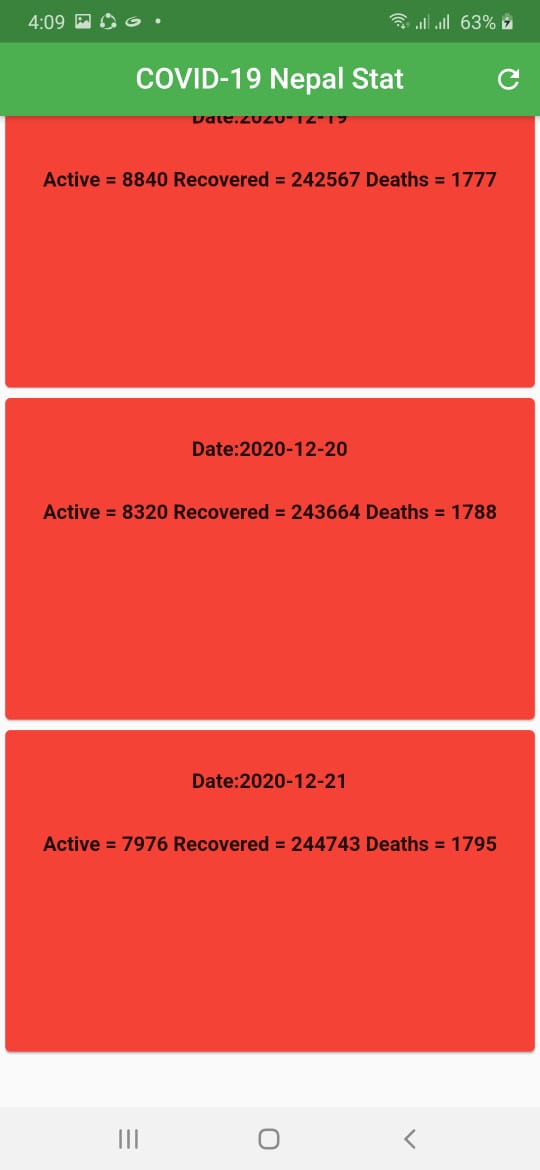 4:09 63%
COVID-19 Nepal Stat
Date:2020-12-19
Active = 8840 Recovered = 242567 Deaths = 1777
Date:2020-12-20
Active = 8320 Recovered = 243664 Deaths = 1788
Date:2020-12-21
Active = 7976 Recovered = 244743 Deaths = 1795